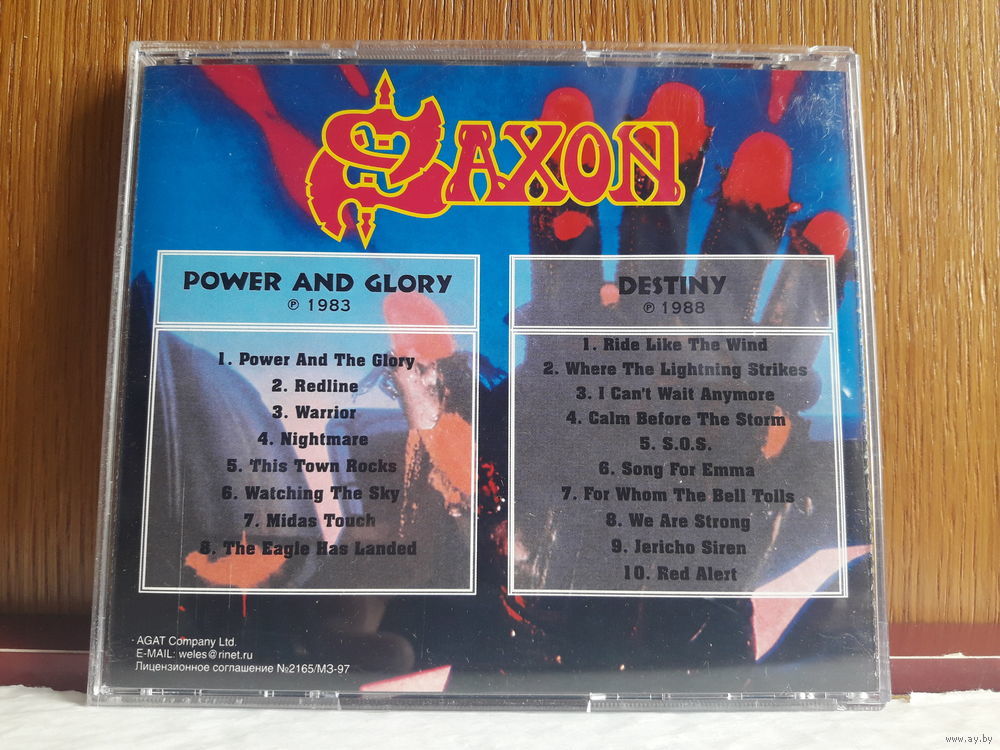 SAXON
POWER AND GLORY
℗ 1983
1. Power And The Glory
2. Redline
3. Warrior
4. Nightmare
5. This Town Rocks
6. Watching The Sky
7. Midas Touch
8. The Eagle Has Landed
DESTINY
℗ 1988
1. Ride Like The Wind
2. Where The Lightning Strikes
3. I Can't Wait Anymore
4. Calm Before The Storm
5. S.O.S.
6. Song For Emma
7. For Whom The Bell Tolls
8. We Are Strong
9. Jericho Siren
10. Red Alert
AGAT Company Ltd.
E-MAIL: weles@rinet.ru
Лицензионное соглашение №2165/МЗ-97
www.ay.by